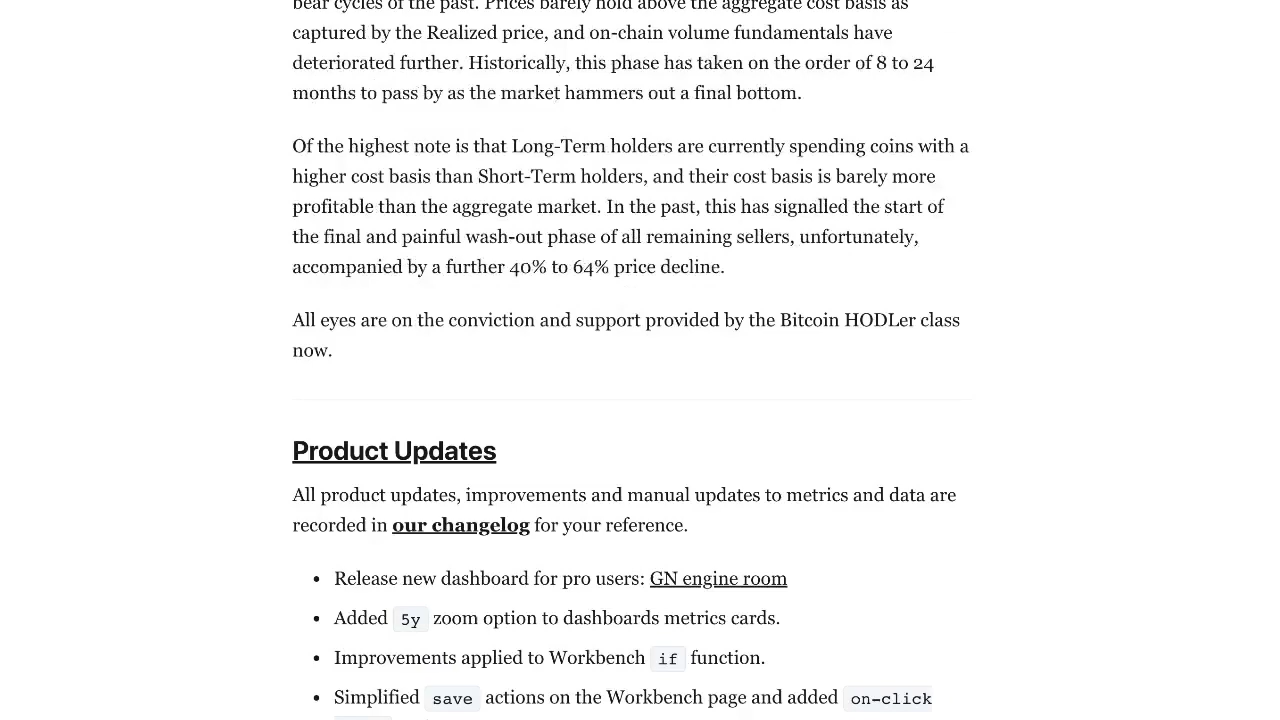 bear cycles of the past. Prices barely hold above the aggregate cost basis as
captured by the Realized price, and on-chain volume fundamentals have
deteriorated further. Historically, this phase has taken on the order of 8 to 24
months to pass by as the market hammers out a final bottom.
Of the highest note is that Long-Term holders are currently spending coins with a
higher cost basis than Short-Term holders, and their cost basis is barely more
profitable than the aggregate market. In the past, this has signalled the start of
the final and painful wash-out phase of all remaining sellers, unfortunately,
accompanied by a further 40% to 64% price decline.
All eyes are on the conviction and support provided by the Bitcoin HODLer class
now.
Product Updates
All product updates, improvements and manual updates to metrics and data are
recorded in our changelog for your reference.
• Release new dashboard for pro users: GN engine room
• Added 5y zoom option to dashboards metrics cards.
• Improvements applied to Workbench if function.
• Simplified save actions on the Workbench page and added on-click